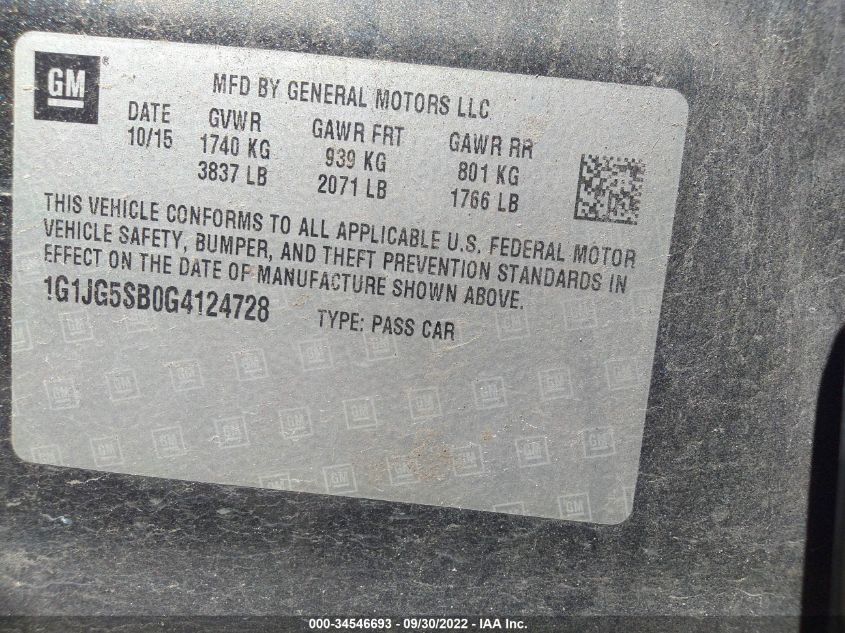 GM ®
MFD BY GENERAL MOTORS LLC
DATE GVWR GAWR FRT GAWR RR
10/15 1740 KG 939 KG 801 KG
3837 LB 2071 LB 1766 LB
THIS VEHICLE CONFORMS TO ALL APPLICABLE U.S. FEDERAL MOTOR
VEHICLE SAFETY, BUMPER, AND THEFT PREVENTION STANDARDS IN
EFFECT ON THE DATE OF MANUFACTURE SHOWN ABOVE.
1G1JG5SB0G4124728 TYPE: PASS CAR
000-34546693 - 09/30/2022 - IAA Inc.